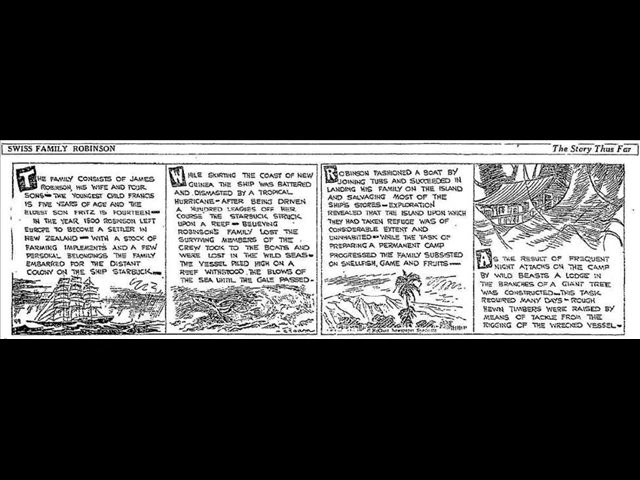 SWISS FAMILY ROBINSON
The Story Thus Far
THE FAMILY CONSISTS OF JAMES
ROBINSON, HIS WIFE AND FOUR
SONS — THE YOUNGEST CHILD FRANCIS
IS FIVE YEARS OF AGE AND THE
ELDEST SON FRITZ IS FOURTEEN —
IN THE YEAR 1800 ROBINSON LEFT
EUROPE TO BECOME A SETTLER IN
NEW ZEALAND — WITH A STOCK OF
FARMING IMPLEMENTS AND A FEW
PERSONAL BELONGINGS THE FAMILY
EMBARKED FOR THE DISTANT
COLONY ON THE SHIP STARBUCK
WHILE SKIRTING THE COAST OF NEW
GUINEA THE SHIP WAS BATTERED
AND DISMASTED BY A TROPICAL
HURRICANE - AFTER BEING DRIVEN
A HUNDRED LEAGUES OFF HER
COURSE THE STARBUCK STRUCK
UPON A REEF - BELIEVING
ROBINSON'S FAMILY LOST THE
SURVIVING MEMBERS OF THE
CREW TOOK TO THE BOATS AND
WERE LOST IN THE WILD SEAS -
THE VESSEL PILED HIGH ON A
REEF WITHSTOOD THE BLOWS OF
THE SEA UNTIL THE GALE PASSED
ROBINSON FASHIONED A BOAT BY
JOINING TUBS AND SUCCEEDED IN
LANDING HIS FAMILY ON THE ISLAND
AND SALVAGING MOST OF THE
SHIPS STORES - EXPLORATION
REVEALED THAT THE ISLAND UPON WHICH
THEY HAD TAKEN REFUGE WAS OF
CONSIDERABLE EXTENT AND
UNINHABITED - WHILE THE TASK OF
PREPARING A PERMANENT CAMP
PROGRESSED THE FAMILY SUBSISTED
ON SHELLFISH, GAME AND FRUITS —
AS THE RESULT OF FREQUENT
NIGHT ATTACKS ON THE CAMP
BY WILD BEASTS A LODGE IN
THE BRANCHES OF A GIANT TREE
WAS CONSTRUCTED - THIS TASK
REQUIRED MANY DAYS - ROUGH
HEWN TIMBERS WERE RAISED BY
MEANS OF TACKLE FROM THE
RIGGING OF THE WRECKED VESSEL -